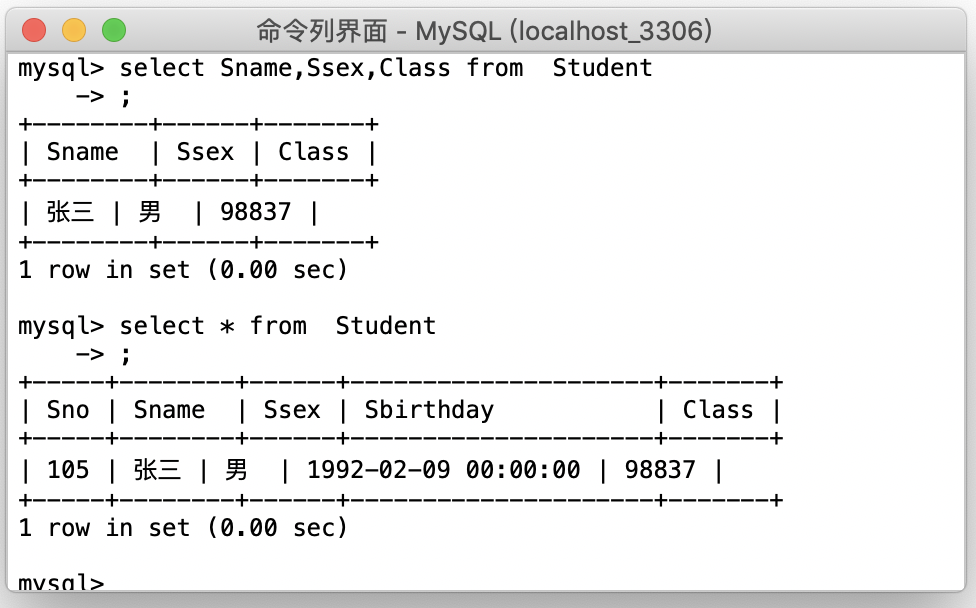 命令列界面 - MySQL (localhost_3306)
mysql> select Sname,Ssex,Class from  Student
    -> ;
+--------+------+-------+
| Sname  | Ssex | Class |
+--------+------+-------+
| 张三 | 男  | 98837 |
+--------+------+-------+
1 row in set (0.00 sec)

mysql> select * from  Student
    -> ;
+-----+--------+------+---------------------+-------+
| Sno | Sname  | Ssex | Sbirthday           | Class |
+-----+--------+------+---------------------+-------+
| 105 | 张三 | 男  | 1992-02-09 00:00:00 | 98837 |
+-----+--------+------+---------------------+-------+
1 row in set (0.00 sec)

mysql>